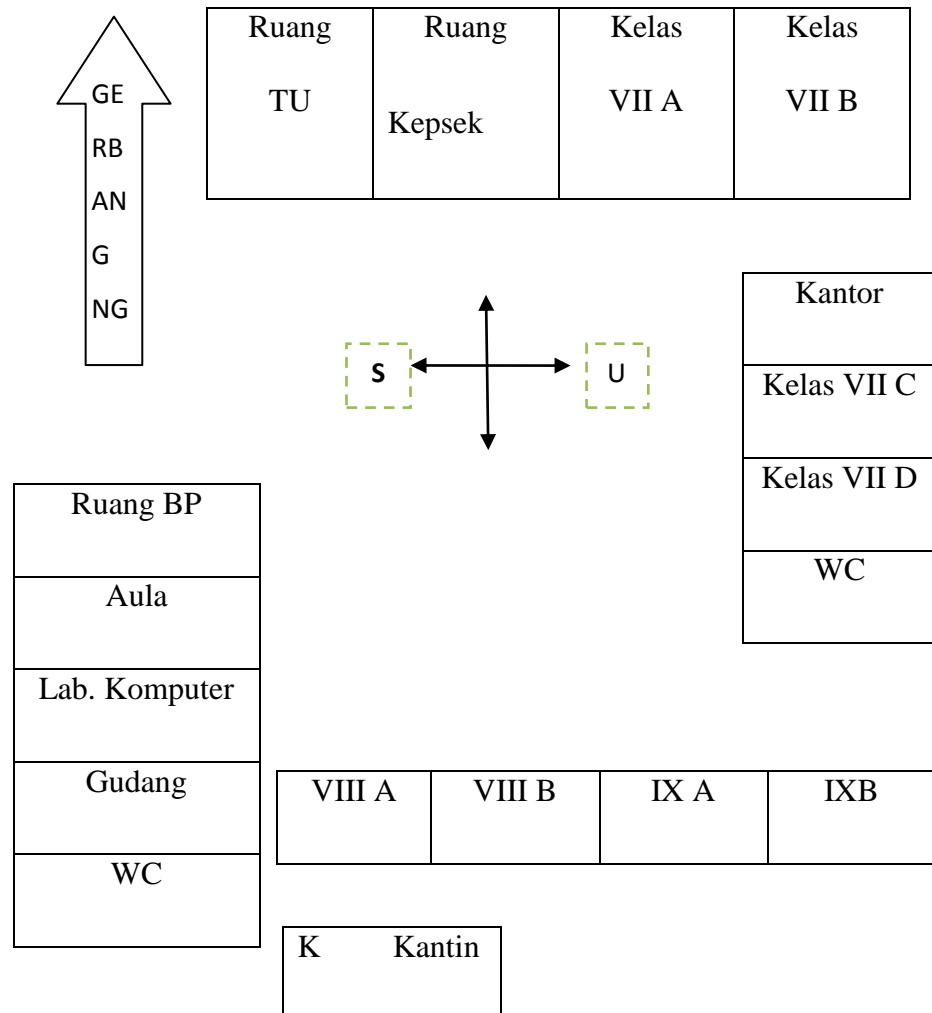 GE
RB
AN
G
NG
Ruang
TU
Ruang
Kepsek
Kelas
VII A
Kelas
VII B
S
U
Kantor
Kelas VII C
Kelas VII D
WC
Ruang BP
Aula
Lab. Komputer
Gudang
WC
VIII A
VIII B
IX A
IXB
K Kantin